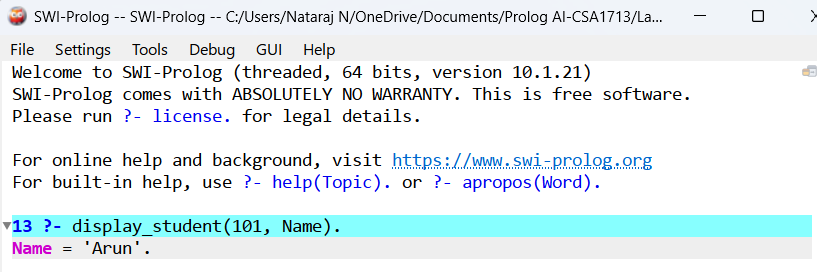 SWI-Prolog -- SWI-Prolog -- C:/Users/Nataraj N/OneDrive/Documents/Prolog AI-CSA1713/La...
File Settings Tools Debug GUI Help
Welcome to SWI-Prolog (threaded, 64 bits, version 10.1.21)
SWI-Prolog comes with ABSOLUTELY NO WARRANTY. This is free software.
Please run ?- license. for legal details.
For online help and background, visit https://www.swi-prolog.org
For built-in help, use ?- help(Topic). or ?- apropos(Word).
13 ?- display_student(101, Name).
Name = 'Arun'.